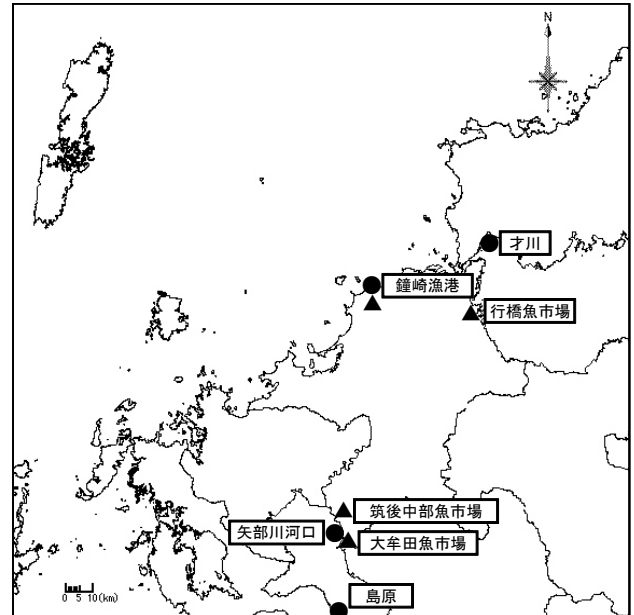 N
才川
鐘崎漁港
行橋魚市場
筑後中部魚市場
矢部川河口
大牟田魚市場
島原
0 5 10(km)